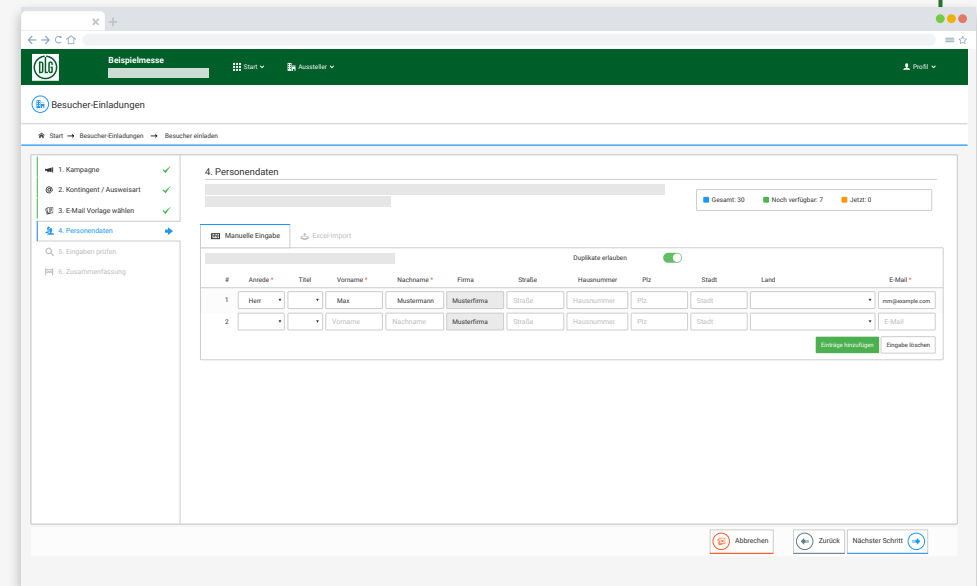 DLG
Beispielmesse
Start
Aussteller
Profil
Besucher-Einladungen
Start → Besucher-Einladungen → Besucher einladen
1. Kampagne
2. Kontingent / Ausweisart
3. E-Mail Vorlage wählen
4. Personendaten
5. Eingaben prüfen
6. Zusammenfassung
4. Personendaten
Gesamt: 30 Noch verfügbar: 7 Jetzt: 0
Manuelle Eingabe Excel-Import
Duplikate erlauben
# Anrede * Titel Vorname * Nachname * Firma Straße Hausnummer Plz Stadt Land E-Mail *
1 Herr Max Mustermann Musterfirma Straße Hausnummer Plz Stadt mm@example.com
2 Vorname Nachname Musterfirma Straße Hausnummer Plz Stadt E-Mail
Einträge hinzufügen Eingabe löschen
Abbrechen Zurück Nächster Schritt